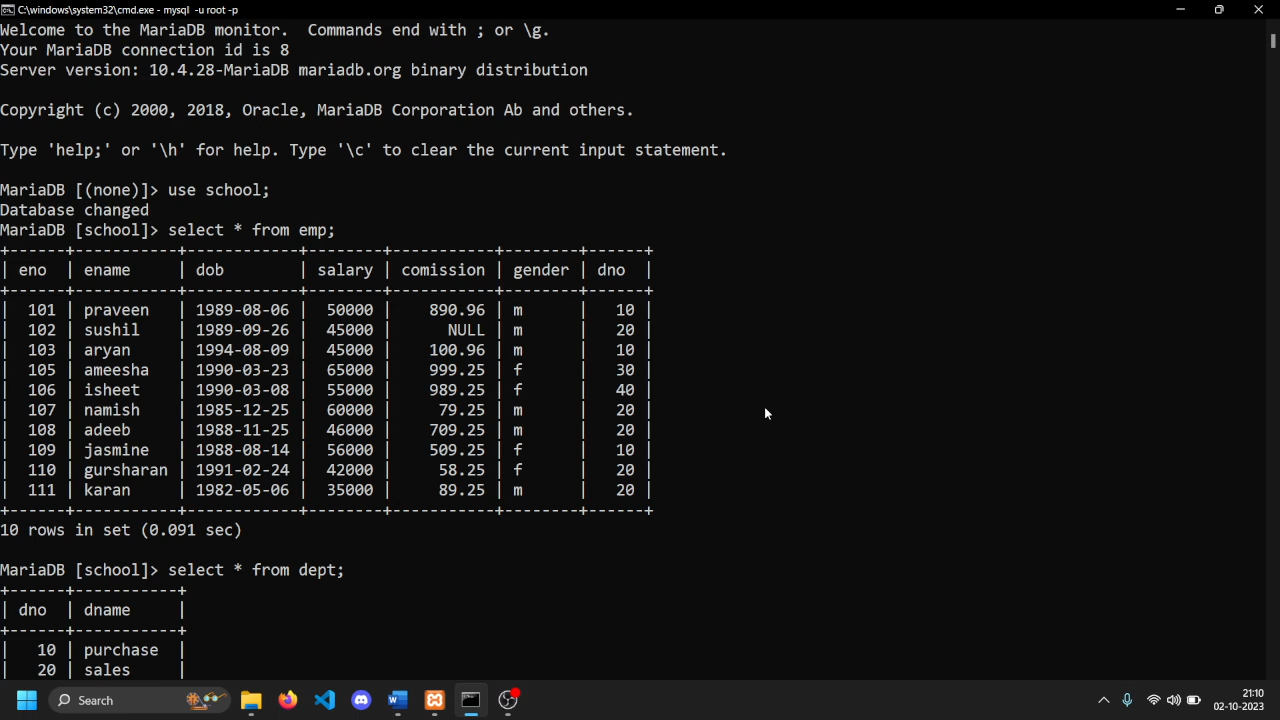 C:\windows\system32\cmd.exe - mysql -u root -p
Welcome to the MariaDB monitor.  Commands end with ; or \g.
Your MariaDB connection id is 8
Server version: 10.4.28-MariaDB mariadb.org binary distribution
Copyright (c) 2000, 2018, Oracle, MariaDB Corporation Ab and others.
Type 'help;' or '\h' for help. Type '\c' to clear the current input statement.
MariaDB [(none)]> use school;
Database changed
MariaDB [school]> select * from emp;
+------+-----------+------------+--------+-----------+--------+------+
| eno  | ename     | dob        | salary | comission | gender | dno  |
+------+-----------+------------+--------+-----------+--------+------+
|  101 | praveen   | 1989-08-06 |  50000 |    890.96 | m      |   10 |
|  102 | sushil    | 1989-09-26 |  45000 |      NULL | m      |   20 |
|  103 | aryan     | 1994-08-09 |  45000 |    100.96 | m      |   10 |
|  105 | ameesha   | 1990-03-23 |  65000 |    999.25 | f      |   30 |
|  106 | isheet    | 1990-03-08 |  55000 |    989.25 | f      |   40 |
|  107 | namish    | 1985-12-25 |  60000 |     79.25 | m      |   20 |
|  108 | adeeb     | 1988-11-25 |  46000 |    709.25 | m      |   20 |
|  109 | jasmine   | 1988-08-14 |  56000 |    509.25 | f      |   10 |
|  110 | gursharan | 1991-02-24 |  42000 |     58.25 | f      |   20 |
|  111 | karan     | 1982-05-06 |  35000 |     89.25 | m      |   20 |
+------+-----------+------------+--------+-----------+--------+------+
10 rows in set (0.091 sec)
MariaDB [school]> select * from dept;
+------+-----------+
| dno  | dname     |
+------+-----------+
|   10 | purchase  |
|   20 | sales     |
Search
21:10
02-10-2023